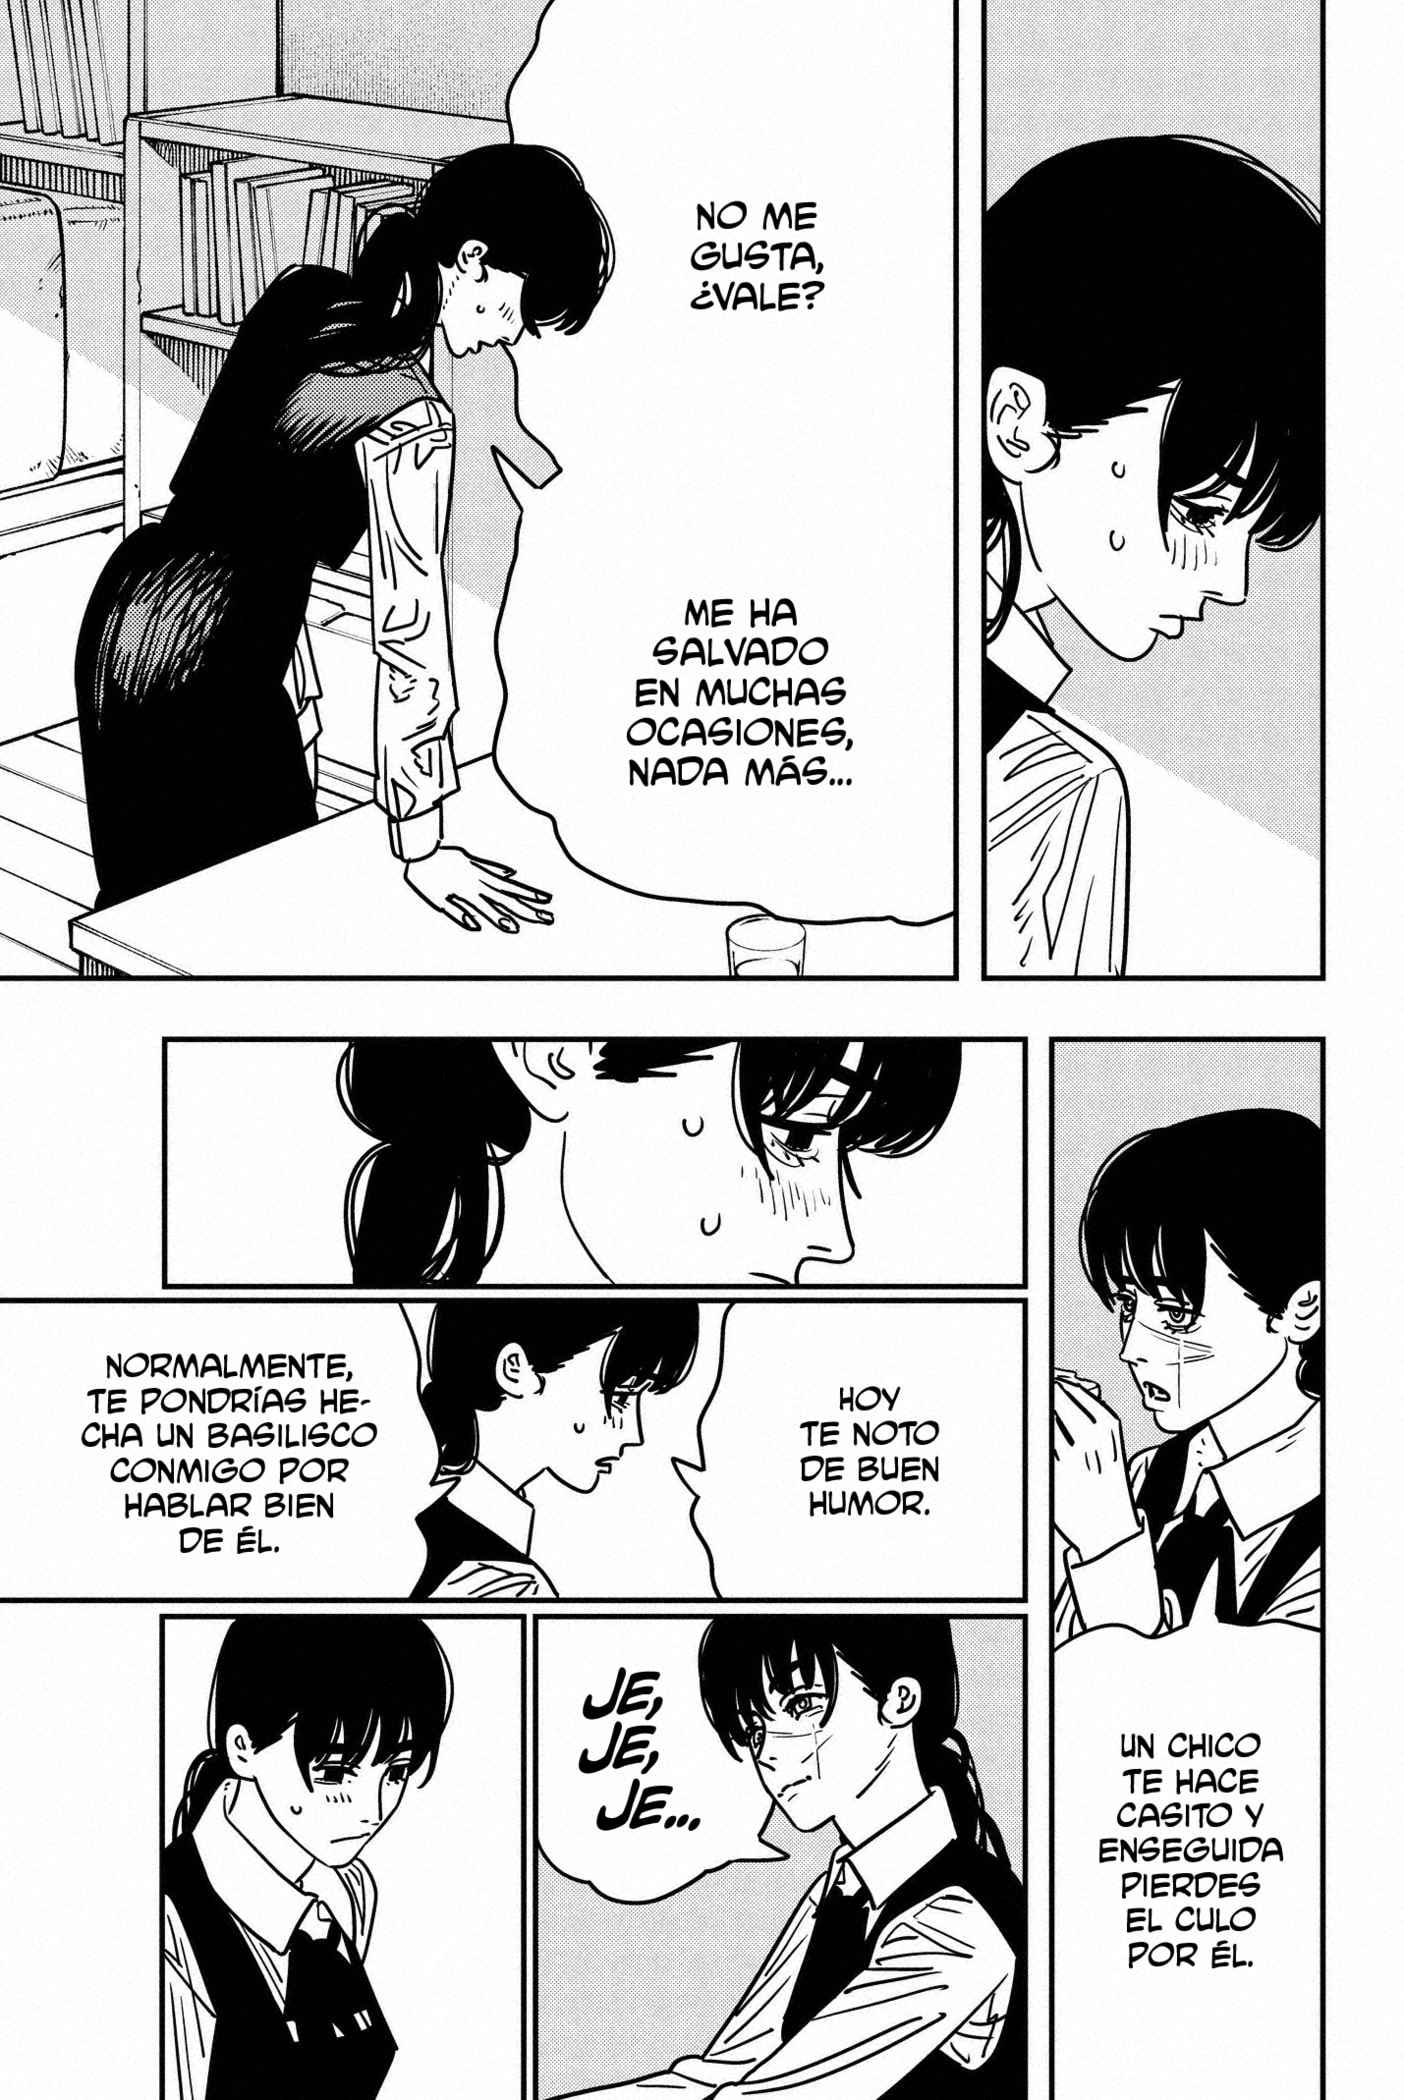 NO ME
GUSTA,
¿VALE?
ME HA
SALVADO
EN MUCHAS
OCASIONES,
NADA MÁS...
UN CHICO
TE HACE
CASITO Y
ENSEGUIDA
PIERDES
EL CULO
POR ÉL.
HOY
TE NOTO
DE BUEN
HUMOR.
NORMALMENTE,
TE PONDRÍAS HE-
CHA UN BASILISCO
CONMIGO POR
HABLAR BIEN
DE ÉL.
JE,
JE,
JE...